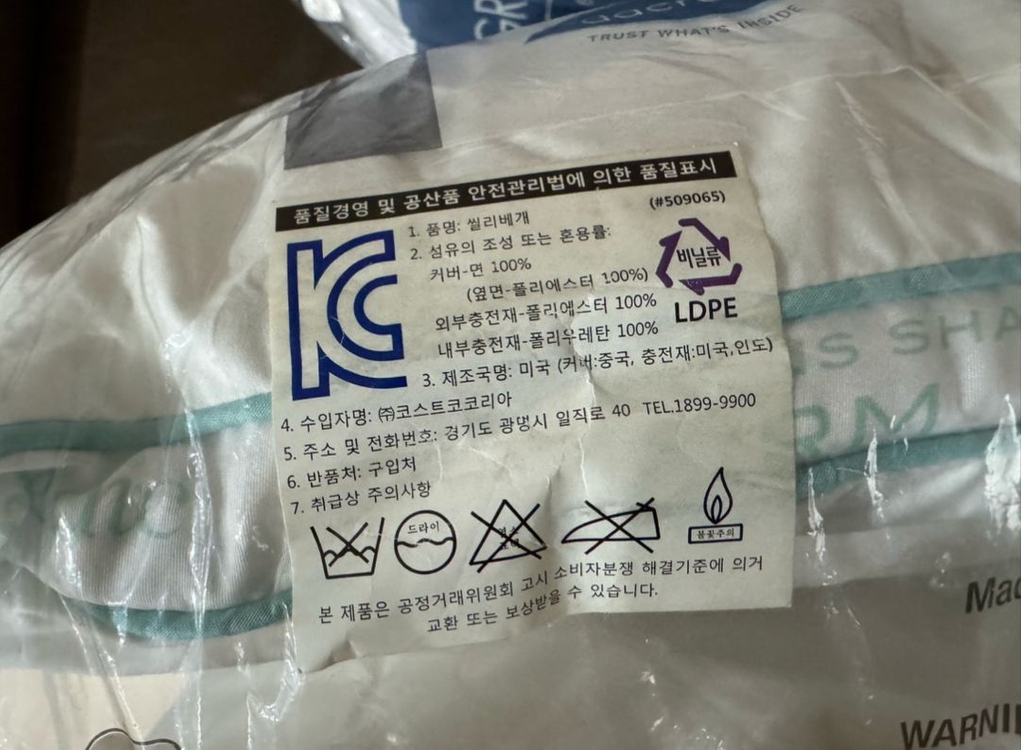 TRUST WHAT'S INSIDE
품질경영 및 공산품 안전관리법에 의한 품질표시
(#509065)
1. 품명: 씰리베개
2. 섬유의 조성 또는 혼용률:
커버-면 100%
(옆면-폴리에스터 100%)
외부충전재-폴리에스터 100%
내부충전재-폴리우레탄 100%
비닐류
LDPE
3. 제조국명: 미국 (커버:중국, 충전재:미국,인도)
4. 수입자명: ㈜코스트코코리아
5. 주소 및 전화번호: 경기도 광명시 일직로 40 TEL.1899-9900
6. 반품처: 구입처
7. 취급상 주의사항
드라이
불꽃주의
본 제품은 공정거래위원회 고시 소비자분쟁 해결기준에 의거
교환 또는 보상받을 수 있습니다.